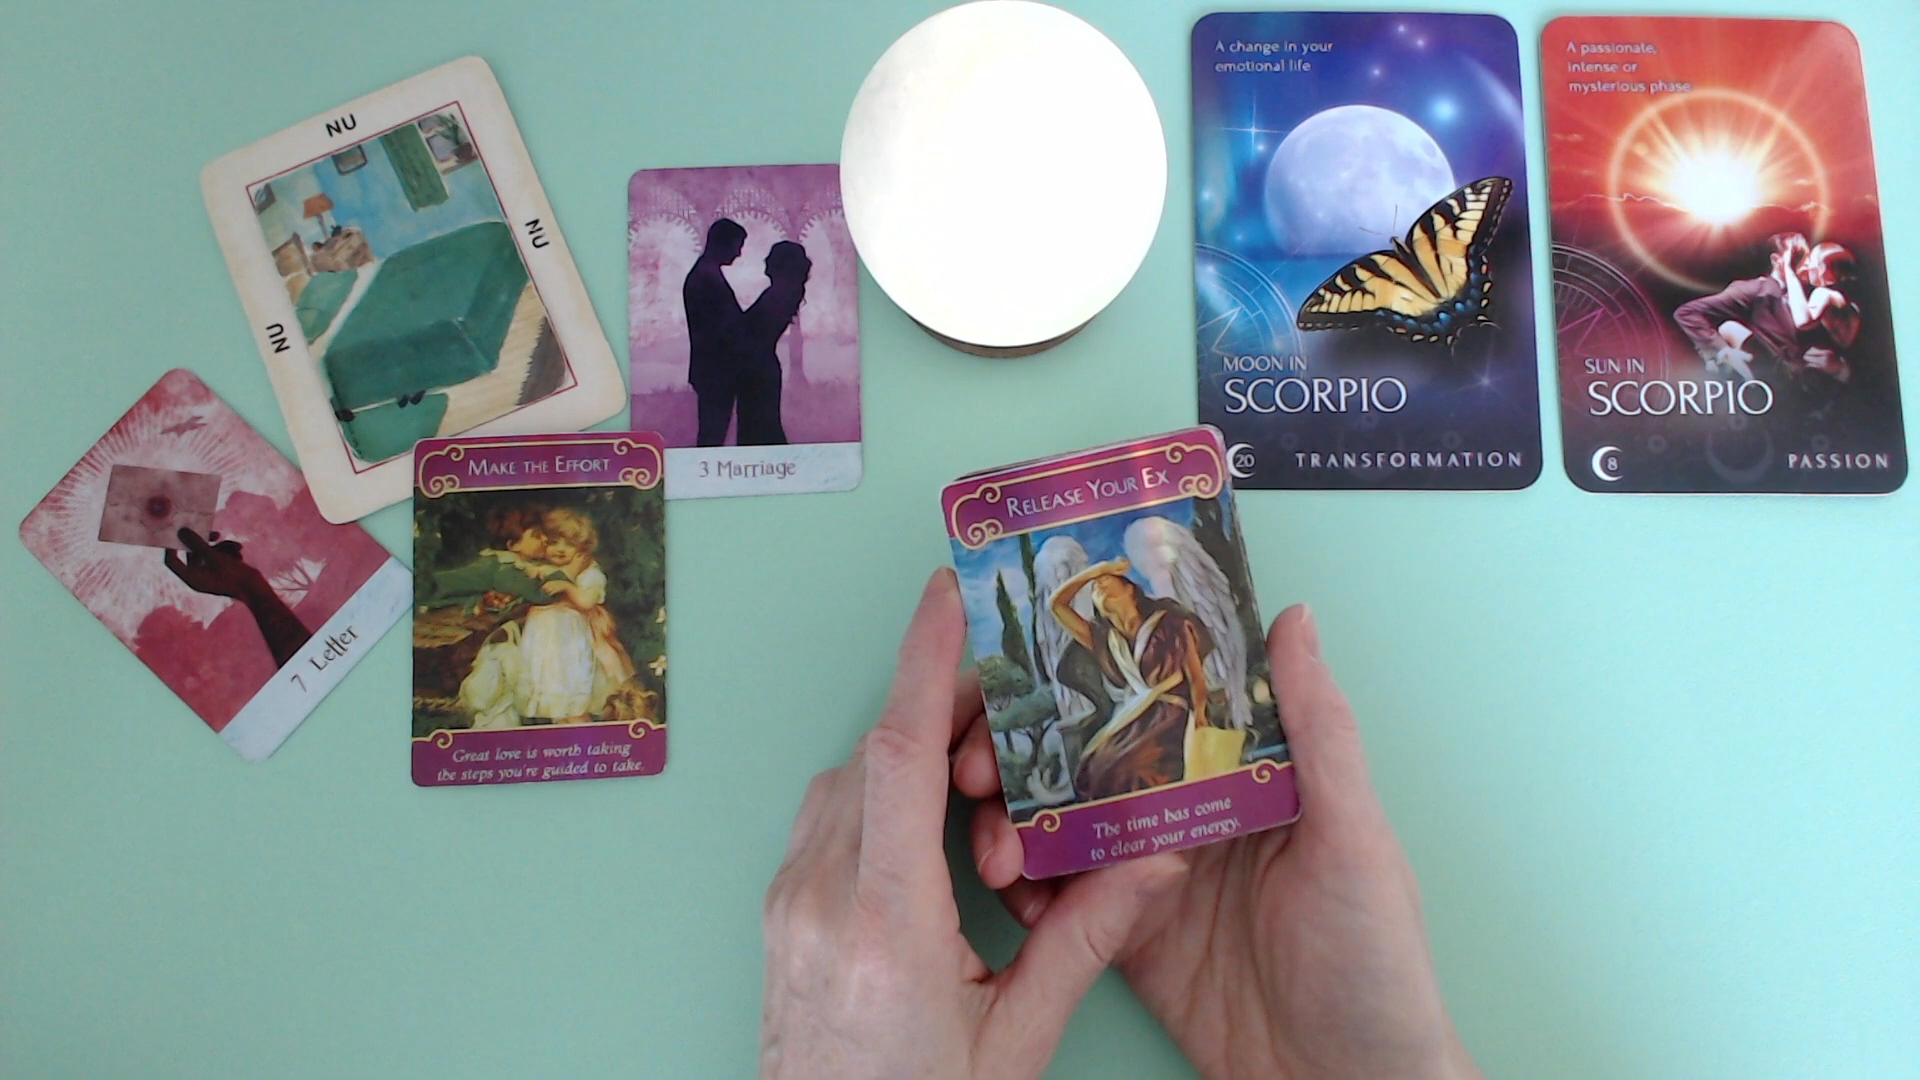 NU
NU
NU
7 Letter
MAKE THE EFFORT
Great love is worth taking
the steps you're guided to take.
3 Marriage
RELEASE YOUR EX
The time has come
to clear your energy.
A change in your
emotional life
MOON IN
SCORPIO
20
TRANSFORMATION
A passionate,
intense or
mysterious phase
SUN IN
SCORPIO
8
PASSION